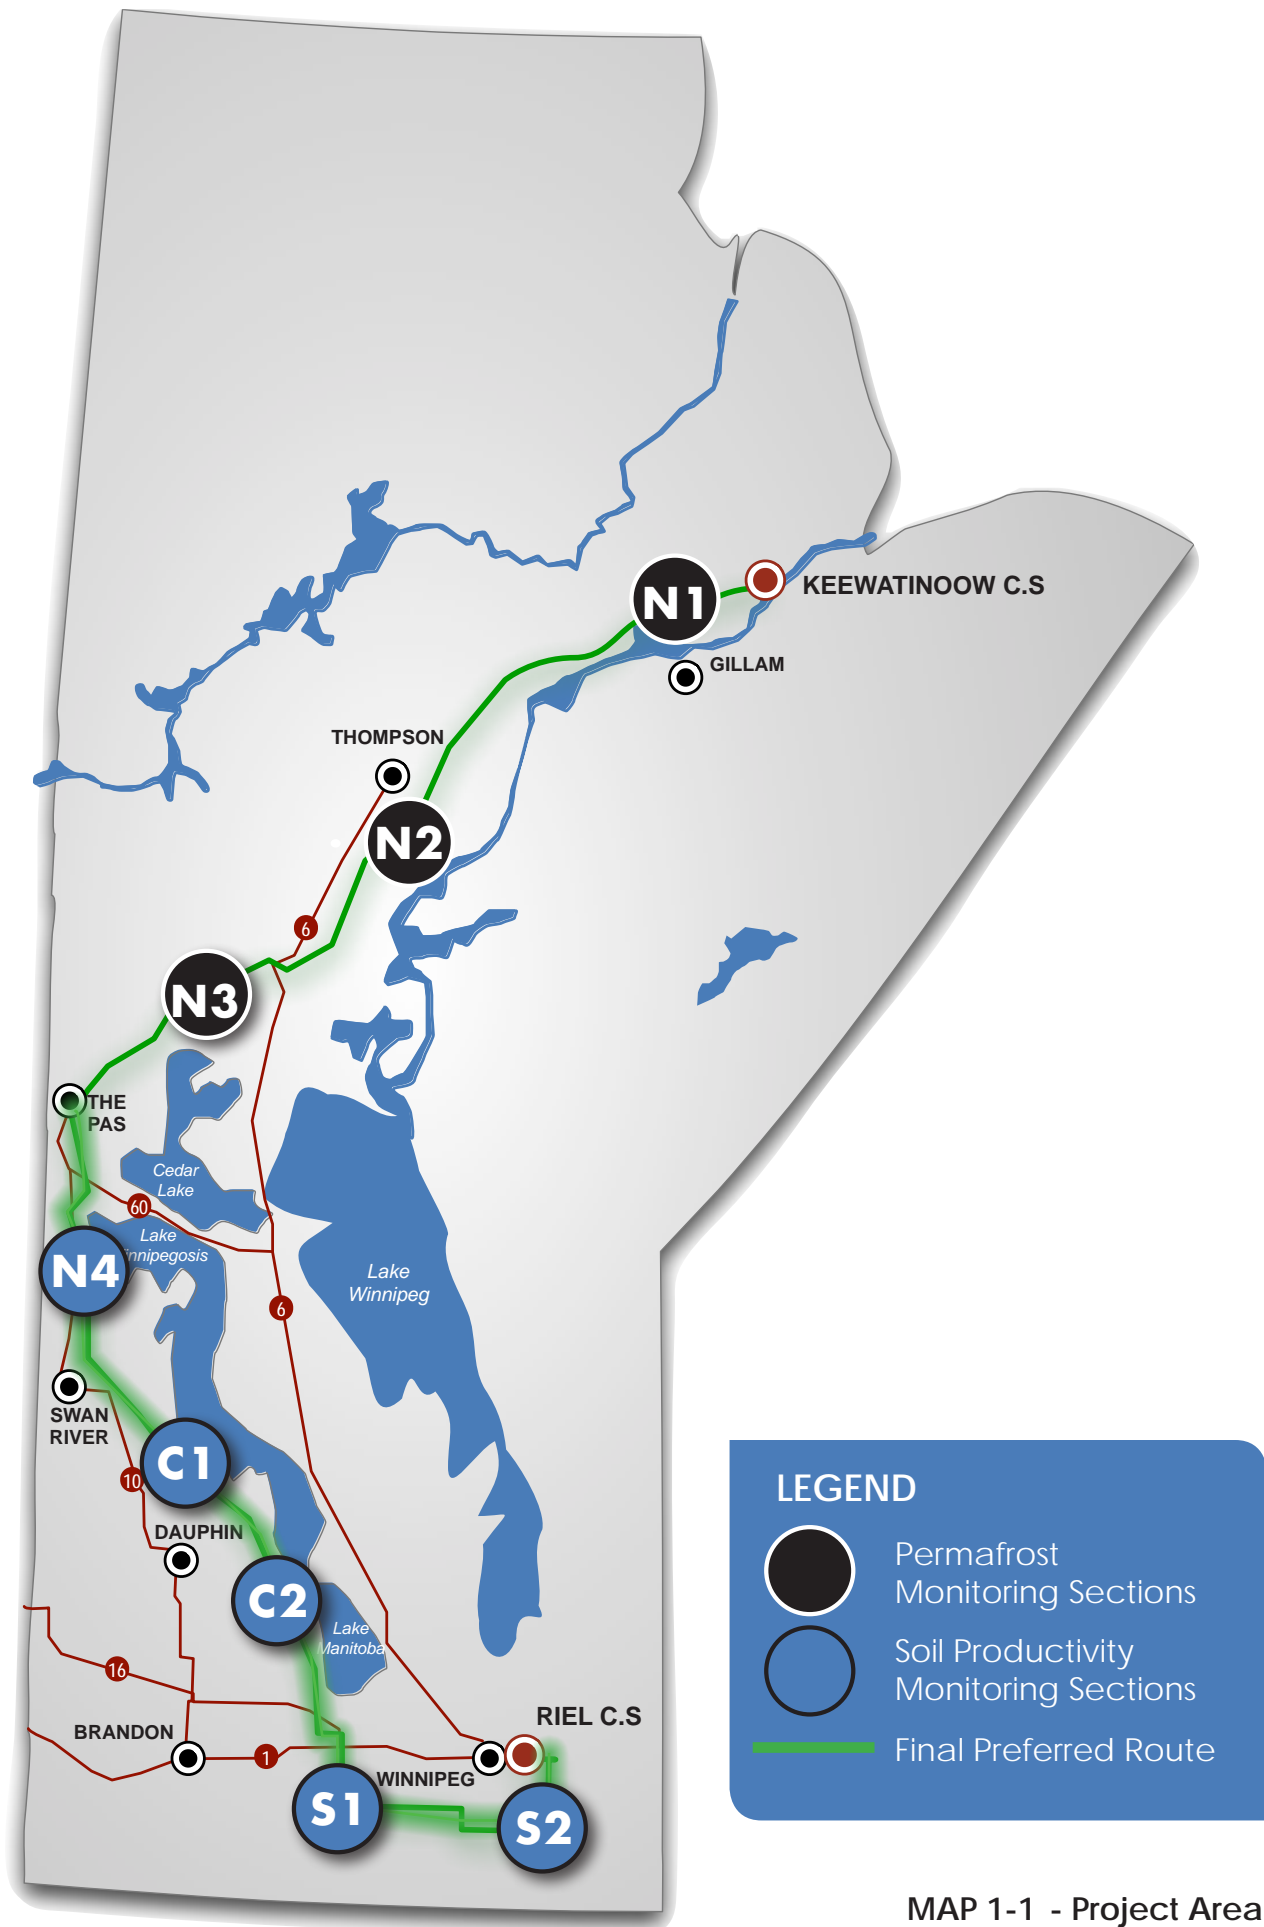 N1
KEEWATINOOW C.S
GILLAM
THOMPSON
N2
6
N3
THE
PAS
Cedar
Lake
60
Lake
nnipegosis
N4
Lake
Winnipeg
6
SWAN
RIVER
C1
10
DAUPHIN
C2
Lake
Manitoba
16
RIEL C.S
BRANDON
1
WINNIPEG
S1
S2
LEGEND
Permafrost
Monitoring Sections
Soil Productivity
Monitoring Sections
Final Preferred Route
MAP 1-1 - Project Area